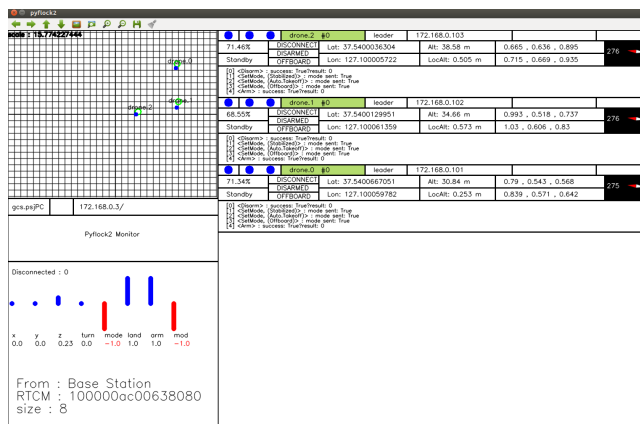 pyflock2
scale : 15.774227444
drone.0
drone.1
drone.2
gcs.psjPC 172.168.0.3/
Pyflock2 Monitor
Disconnected : 0
x y z turn mode land arm mod
0.0 0.0 0.23 0.0 -1.0 1.0 1.0 -1.0
From : Base Station
RTCM : 100000ac00638080
size : 8
drone.2 #0 leader 172.168.0.103
71.46% DISCONNECT Lat: 37.5400036304 Alt: 38.58 m 0.665 , 0.636 , 0.895 276
DISARMED
Standby OFFBOARD Lon: 127.100005722 LocAlt: 0.505 m 0.715 , 0.669 , 0.935
[0] <Disarm> : success: True?result: 0
[1] <SetMode, (Stabilized)> : mode sent: True
[2] <SetMode, (Auto.Takeoff)> : mode sent: True
[3] <SetMode, (Offboard)> : mode sent: True
[4] <Arm> : success: True?result: 0
drone.1 #0 leader 172.168.0.102
68.55% DISCONNECT Lat: 37.5400129951 Alt: 34.66 m 0.993 , 0.518 , 0.737 276
DISARMED
Standby OFFBOARD Lon: 127.100061359 LocAlt: 0.573 m 1.03 , 0.606 , 0.83
[0] <Disarm> : success: True?result: 0
[1] <SetMode, (Stabilized)> : mode sent: True
[2] <SetMode, (Auto.Takeoff)> : mode sent: True
[3] <SetMode, (Offboard)> : mode sent: True
[4] <Arm> : success: True?result: 0
drone.0 #0 leader 172.168.0.101
71.34% DISCONNECT Lat: 37.5400667051 Alt: 30.84 m 0.79 , 0.543 , 0.568 275
DISARMED
Standby OFFBOARD Lon: 127.100059782 LocAlt: 0.253 m 0.839 , 0.571 , 0.642
[0] <Disarm> : success: True?result: 0
[1] <SetMode, (Stabilized)> : mode sent: True
[2] <SetMode, (Auto.Takeoff)> : mode sent: True
[3] <SetMode, (Offboard)> : mode sent: True
[4] <Arm> : success: True?result: 0